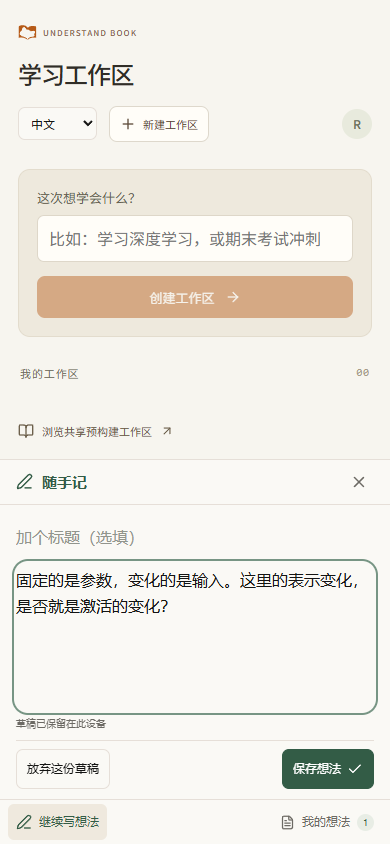 UNDERSTAND BOOK
学习工作区
中文
新建工作区
R
这次想学会什么？
比如：学习深度学习，或期末考试冲刺
创建工作区
我的工作区
00
浏览共享预构建工作区
随手记
加个标题（选填）
固定的是参数，变化的是输入。这里的表示变化，
是否就是激活的变化？
草稿已保留在此设备
放弃这份草稿
保存想法
继续写想法
我的想法
1